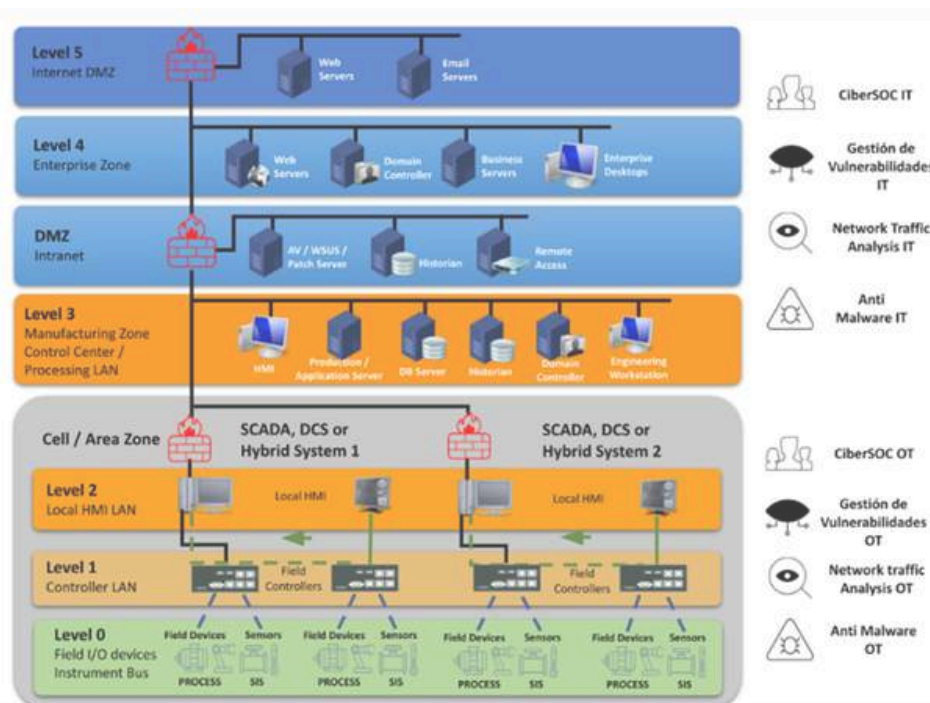 Level 5
Internet DMZ
Web
Servers
Email
Servers
CiberSOC IT
Level 4
Enterprise Zone
Web
Servers
Domain
Controller
Business
Servers
Enterprise
Desktops
Gestión de
Vulnerabilidades
IT
DMZ
Intranet
AV / WSUS /
Patch Server
Historian
Remote
Access
Network Traffic
Analysis IT
Level 3
Manufacturing Zone
Control Center /
Processing LAN
HMI
Production /
Application Server
DB Server
Historian
Domain
Controller
Engineering
Workstation
Anti
Malware IT
Cell / Area Zone
SCADA, DCS or
Hybrid System 1
SCADA, DCS or
Hybrid System 2
CiberSOC OT
Level 2
Local HMI LAN
Local HMI
Local HMI
Gestión de
Vulnerabilidades
OT
Level 1
Controller LAN
Field
Controllers
Field
Controllers
Network traffic
Analysis OT
Level 0
Field I/O devices
Instrument Bus
Field Devices
Sensors
Field Devices
Sensors
Field Devices
Sensors
Field Devices
Sensors
PROCESS
SIS
PROCESS
SIS
PROCESS
SIS
PROCESS
SIS
Anti Malware
OT